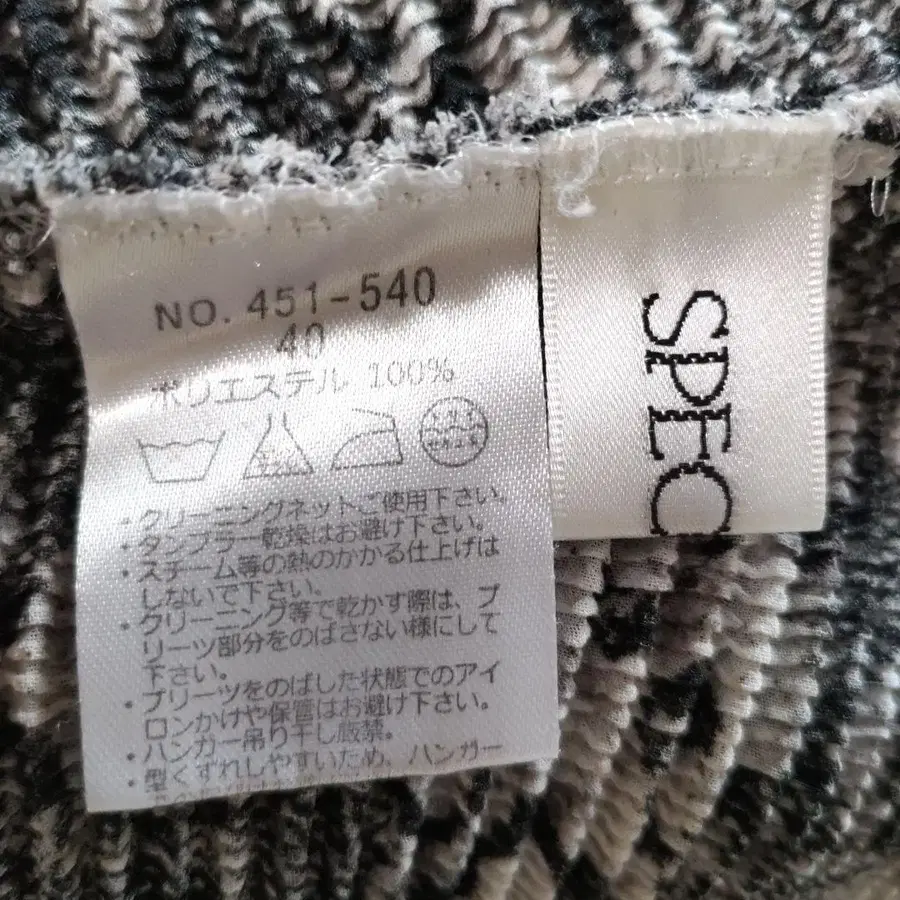 NO. 451-540
40
ポリエステル 100%
・クリーニングネットご使用下さい。
・タンブラー乾燥はお避け下さい。
・スチーム等の熱のかかる仕上げは
しないで下さい。
・クリーニング等で乾かす際は、プ
リーツ部分をのばさない様にして
下さい。
・プリーツをのばした状態でのアイ
ロンかけや保管はお避け下さい。
・ハンガー吊り干し厳禁。
・型くずれしやすいため、ハンガー
SPEC